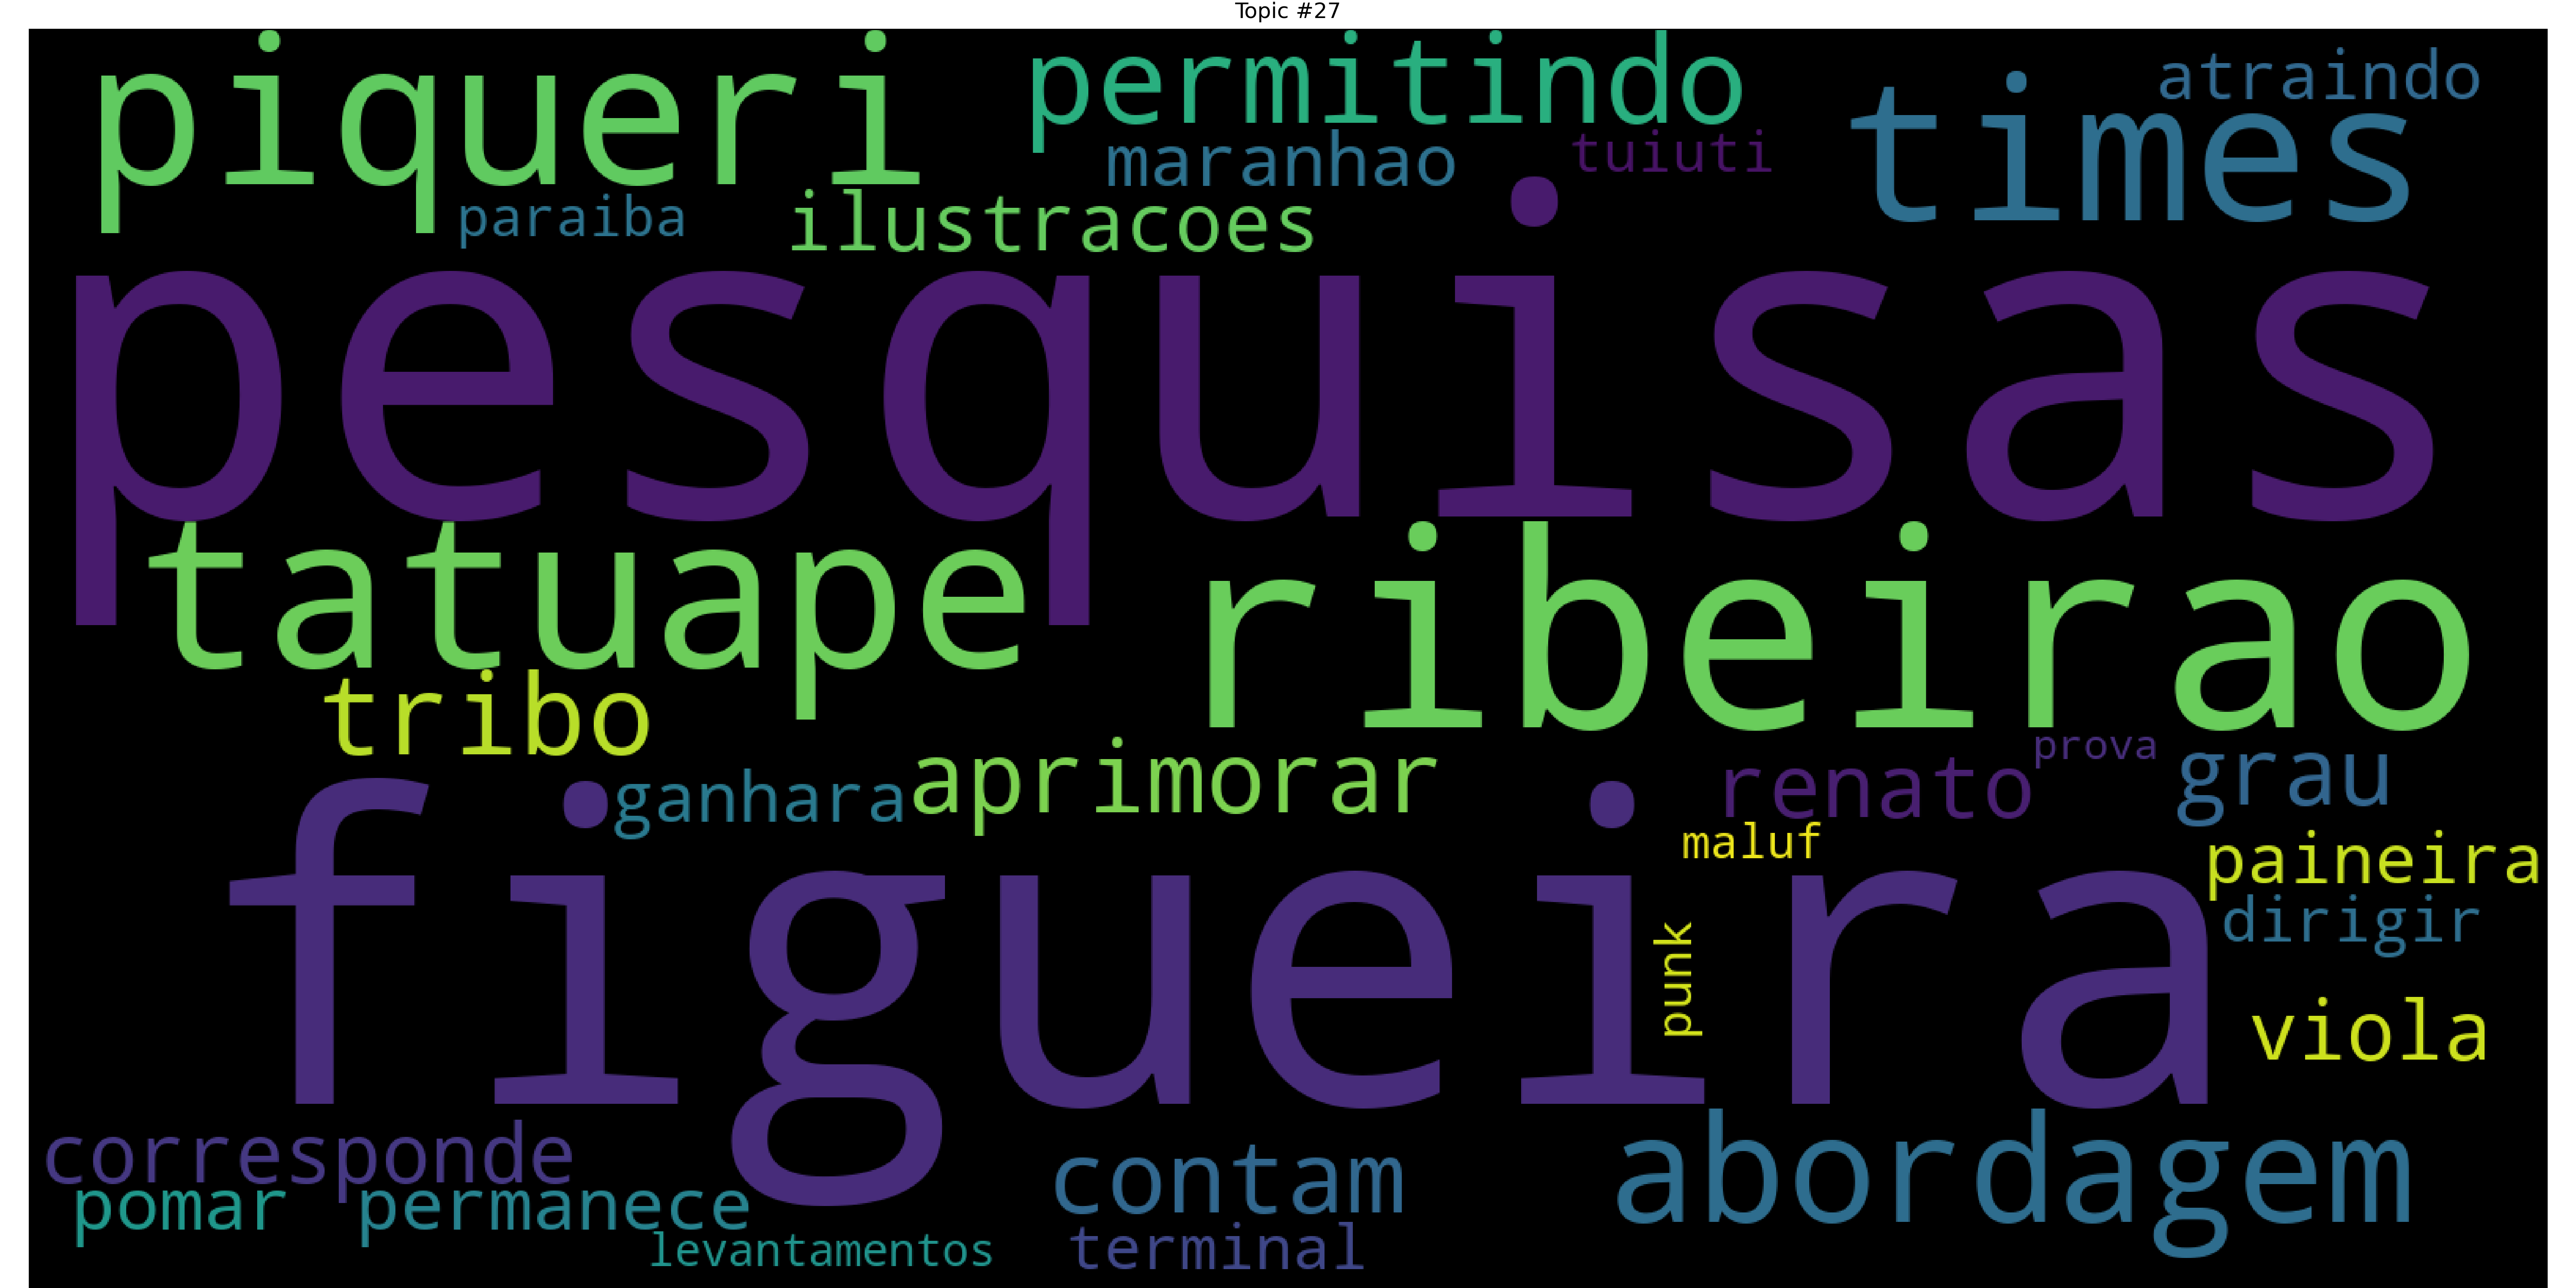 Topic #27
piqueri
permitindo
times
atraindo
maranhao
tuiuti
paraiba
ilustracoes
pesquisas
tatuape
ribeirao
tribo
ganhara
aprimorar
renato
prova
grau
figueira
maluf
paineira
dirigir
punk
viola
corresponde
contam
abordagem
pomar
permanece
levantamentos
terminal